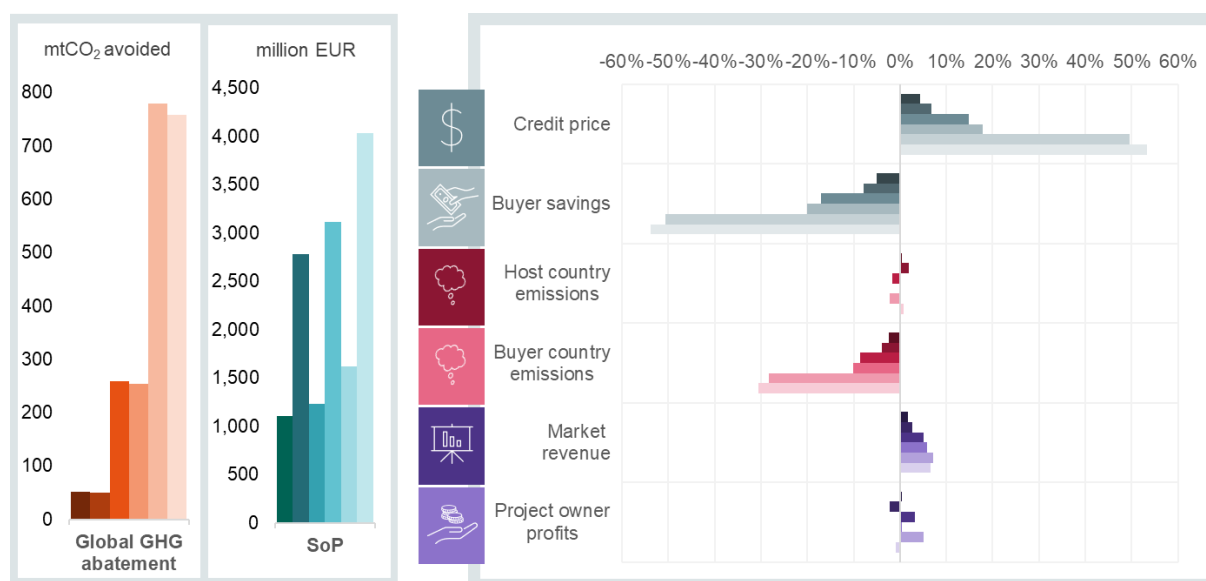 mtCO₂ avoided
800
700
600
500
400
300
200
100
0
Global GHG
abatement
million EUR
4,500
4,000
3,500
3,000
2,500
2,000
1,500
1,000
500
0
SoP
-60% -50% -40% -30% -20% -10% 0% 10% 20% 30% 40% 50% 60%
$
Credit price
Buyer savings
Host country
emissions
Buyer country
emissions
Market
revenue
Project owner
profits